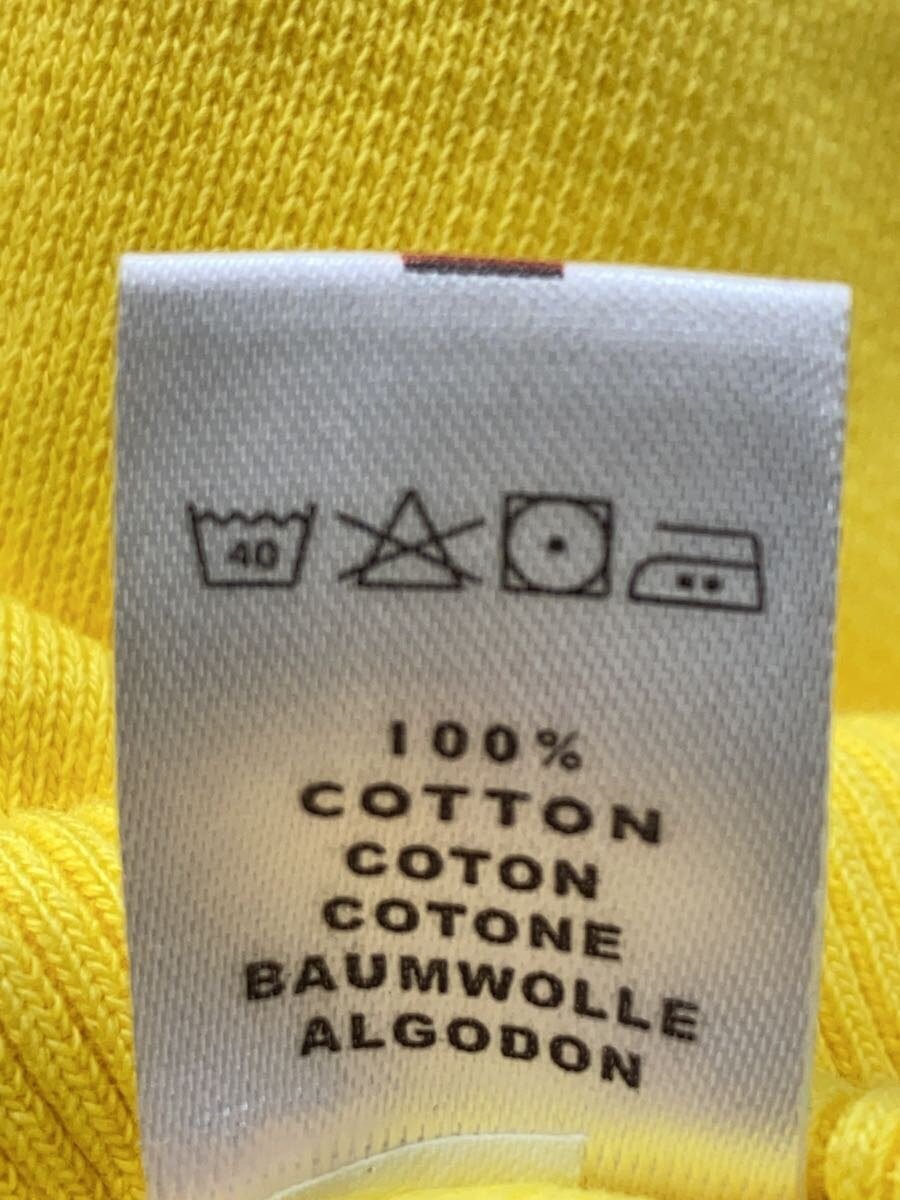 40
100%
COTTON
COTON
COTONE
BAUMWOLLE
ALGODON